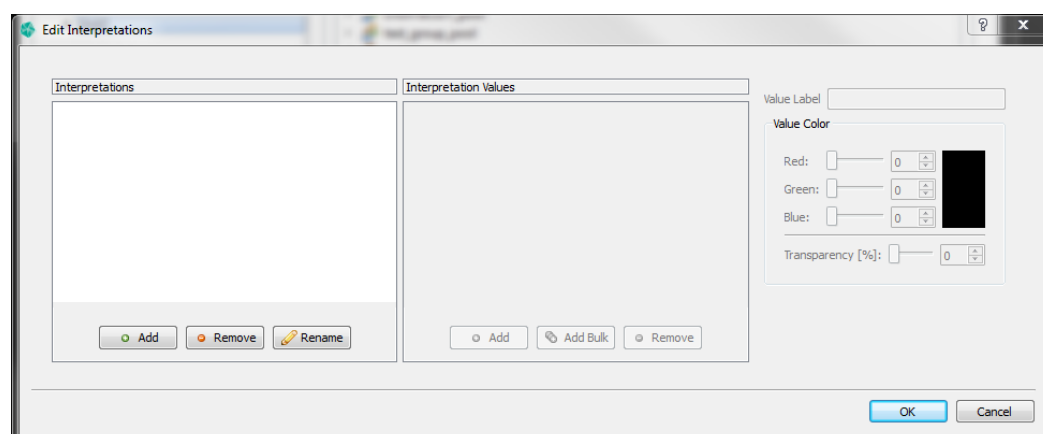 Edit Interpretations
Interpretations
Interpretation Values
Value Label
Value Color
Red: 0
Green: 0
Blue: 0
Transparency [%]: 0
Add Remove Rename
Add Add Bulk Remove
OK Cancel